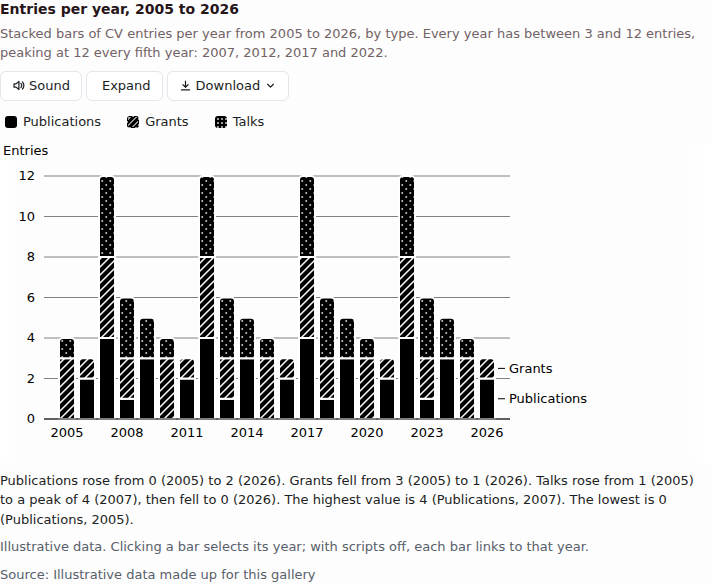 Entries per year, 2005 to 2026
Stacked bars of CV entries per year from 2005 to 2026, by type. Every year has between 3 and 12 entries,
peaking at 12 every fifth year: 2007, 2012, 2017 and 2022.
Sound Expand Download
Publications Grants Talks
Entries
12
10
8
6
4
2
0
Grants
Publications
2005 2008 2011 2014 2017 2020 2023 2026
Publications rose from 0 (2005) to 2 (2026). Grants fell from 3 (2005) to 1 (2026). Talks rose from 1 (2005)
to a peak of 4 (2007), then fell to 0 (2026). The highest value is 4 (Publications, 2007). The lowest is 0
(Publications, 2005).
Illustrative data. Clicking a bar selects its year; with scripts off, each bar links to that year.
Source: Illustrative data made up for this gallery